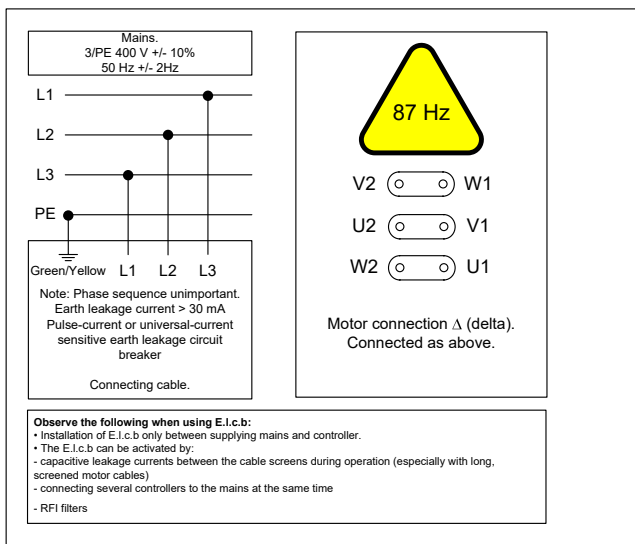 Mains.
3/PE 400 V +/- 10%
50 Hz +/- 2Hz
L1
L2
L3
PE
Green/Yellow L1 L2 L3
Note: Phase sequence unimportant.
Earth leakage current > 30 mA
Pulse-current or universal-current
sensitive earth leakage circuit
breaker
Connecting cable.
87 Hz
V2 W1
U2 V1
W2 U1
Motor connection Δ (delta).
Connected as above.
Observe the following when using E.l.c.b:
• Installation of E.l.c.b only between supplying mains and controller.
• The E.l.c.b can be activated by:
- capacitive leakage currents between the cable screens during operation (especially with long,
screened motor cables)
- connecting several controllers to the mains at the same time
- RFI filters